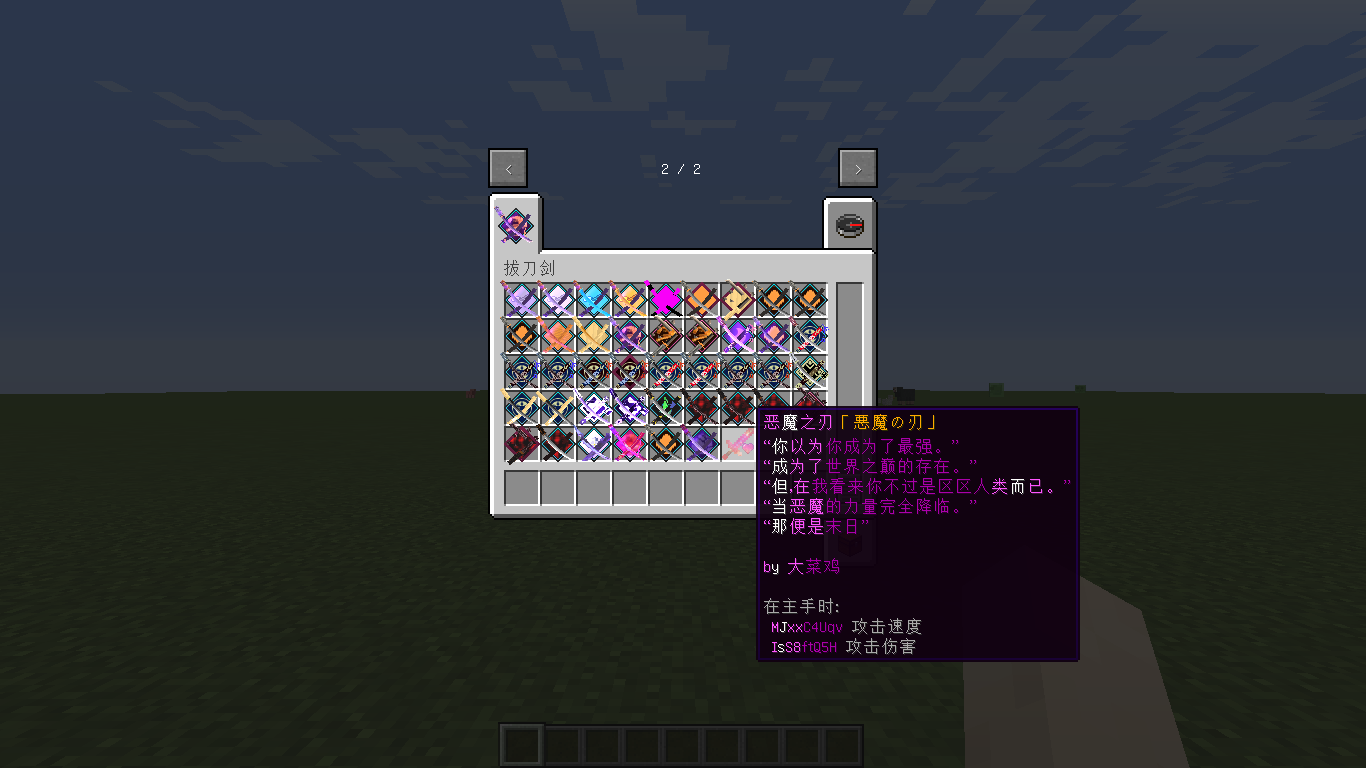 <
2 / 2
>
拔刀剑
恶魔之刃「悪魔の刃」
“你以为你成为了最强。”
“成为了世界之巅的存在。”
“但,在我看来你不过是区区人类而已。”
“当恶魔的力量完全降临。”
“那便是末日”
by 大菜鸡
在主手时:
MJxxC4Uqv 攻击速度
IsS8ftQ5H 攻击伤害